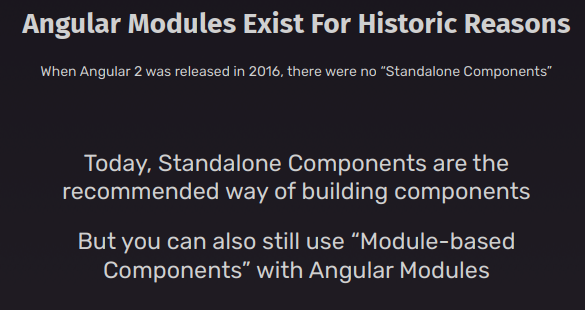 Angular Modules Exist For Historic Reasons
When Angular 2 was released in 2016, there were no “Standalone Components”
Today, Standalone Components are the
recommended way of building components
But you can also still use “Module-based
Components” with Angular Modules